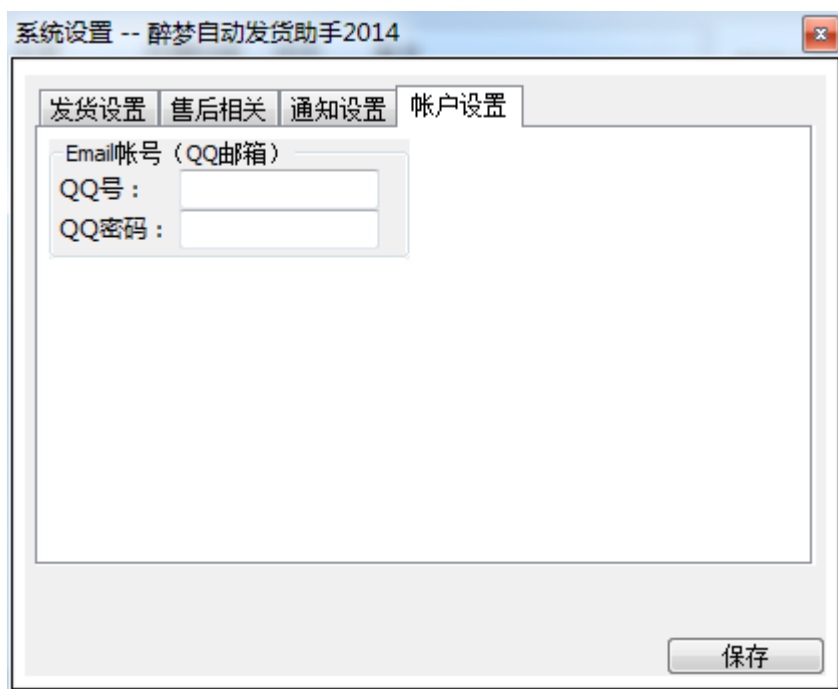 系统设置 -- 醉梦自动发货助手2014
发货设置 售后相关 通知设置 帐户设置
Email帐号（QQ邮箱）
QQ号：
QQ密码：
保存